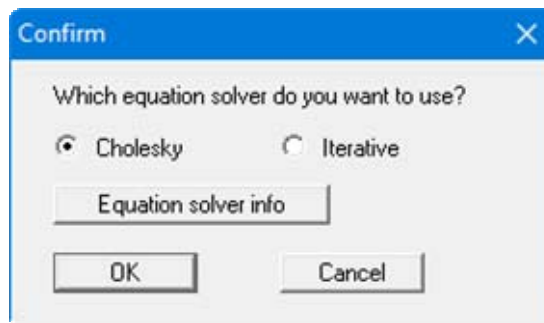 Confirm
Which equation solver do you want to use?
Cholesky Iterative
Equation solver info
OK Cancel